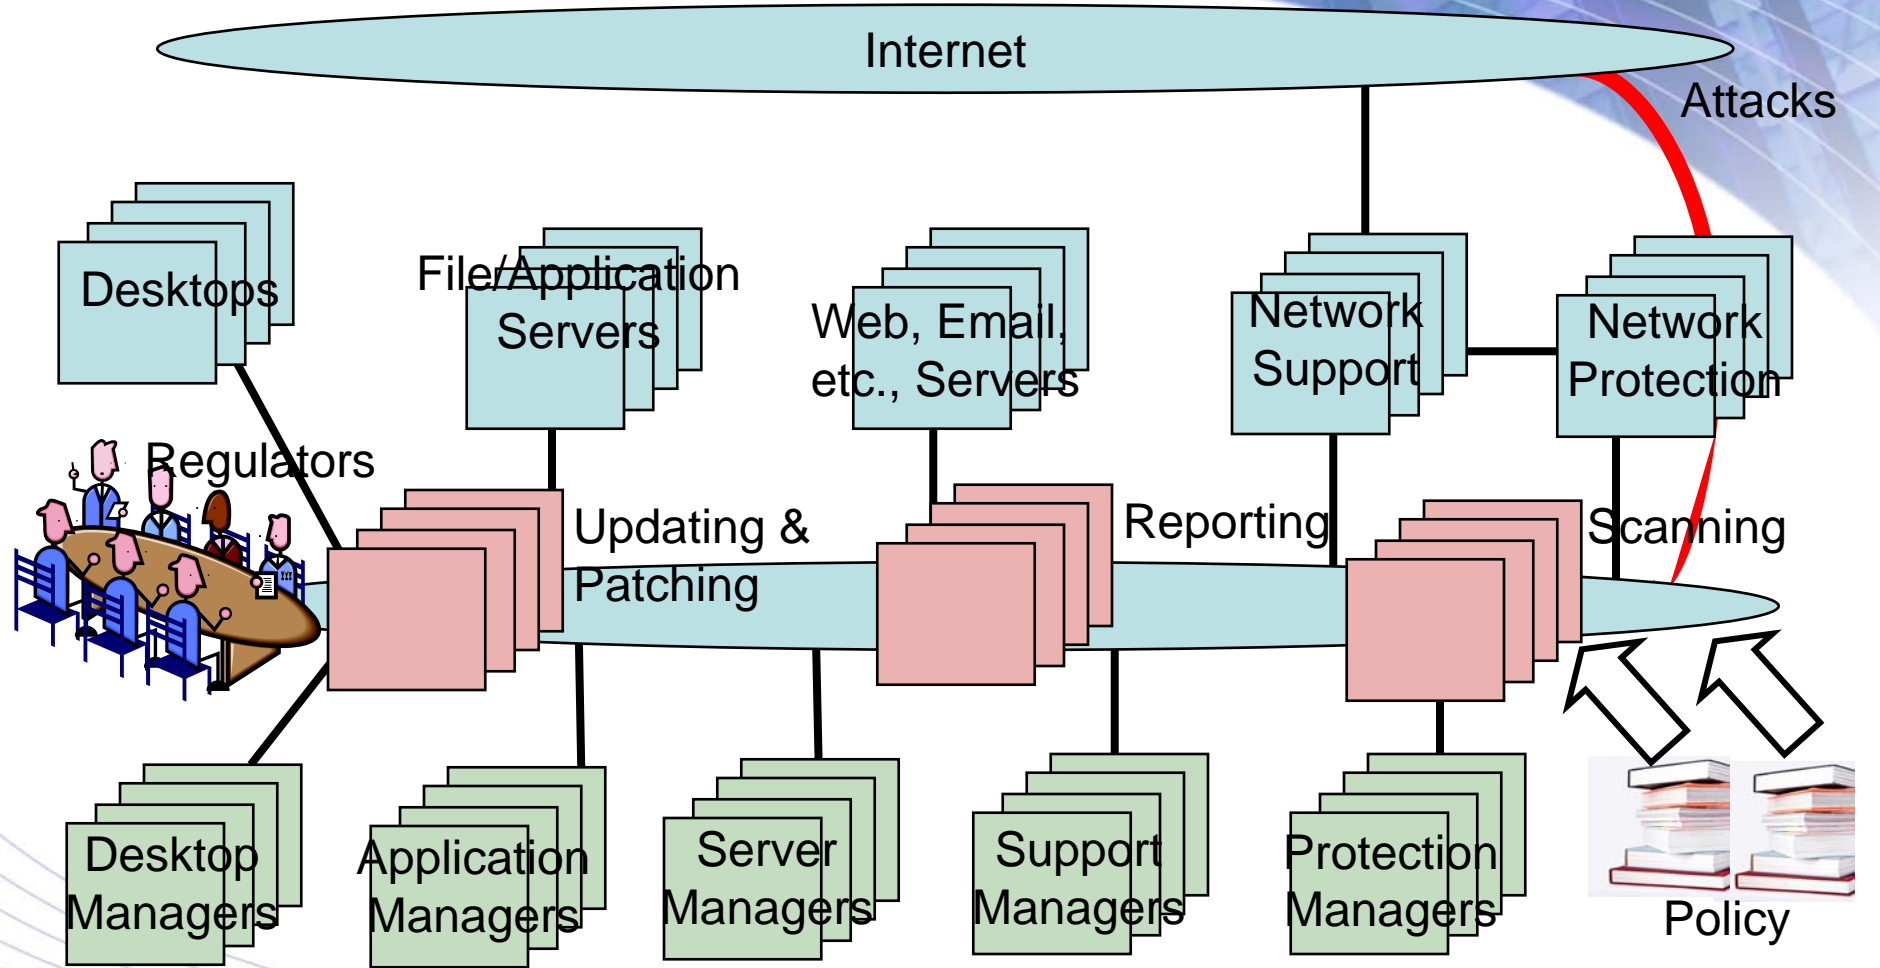 Internet
Attacks
Desktops
File/Application
Servers
Web, Email,
etc., Servers
Network
Support
Network
Protection
Regulators
Updating &
Patching
Reporting
Scanning
Desktop
Managers
Application
Managers
Server
Managers
Support
Managers
Protection
Managers
Policy